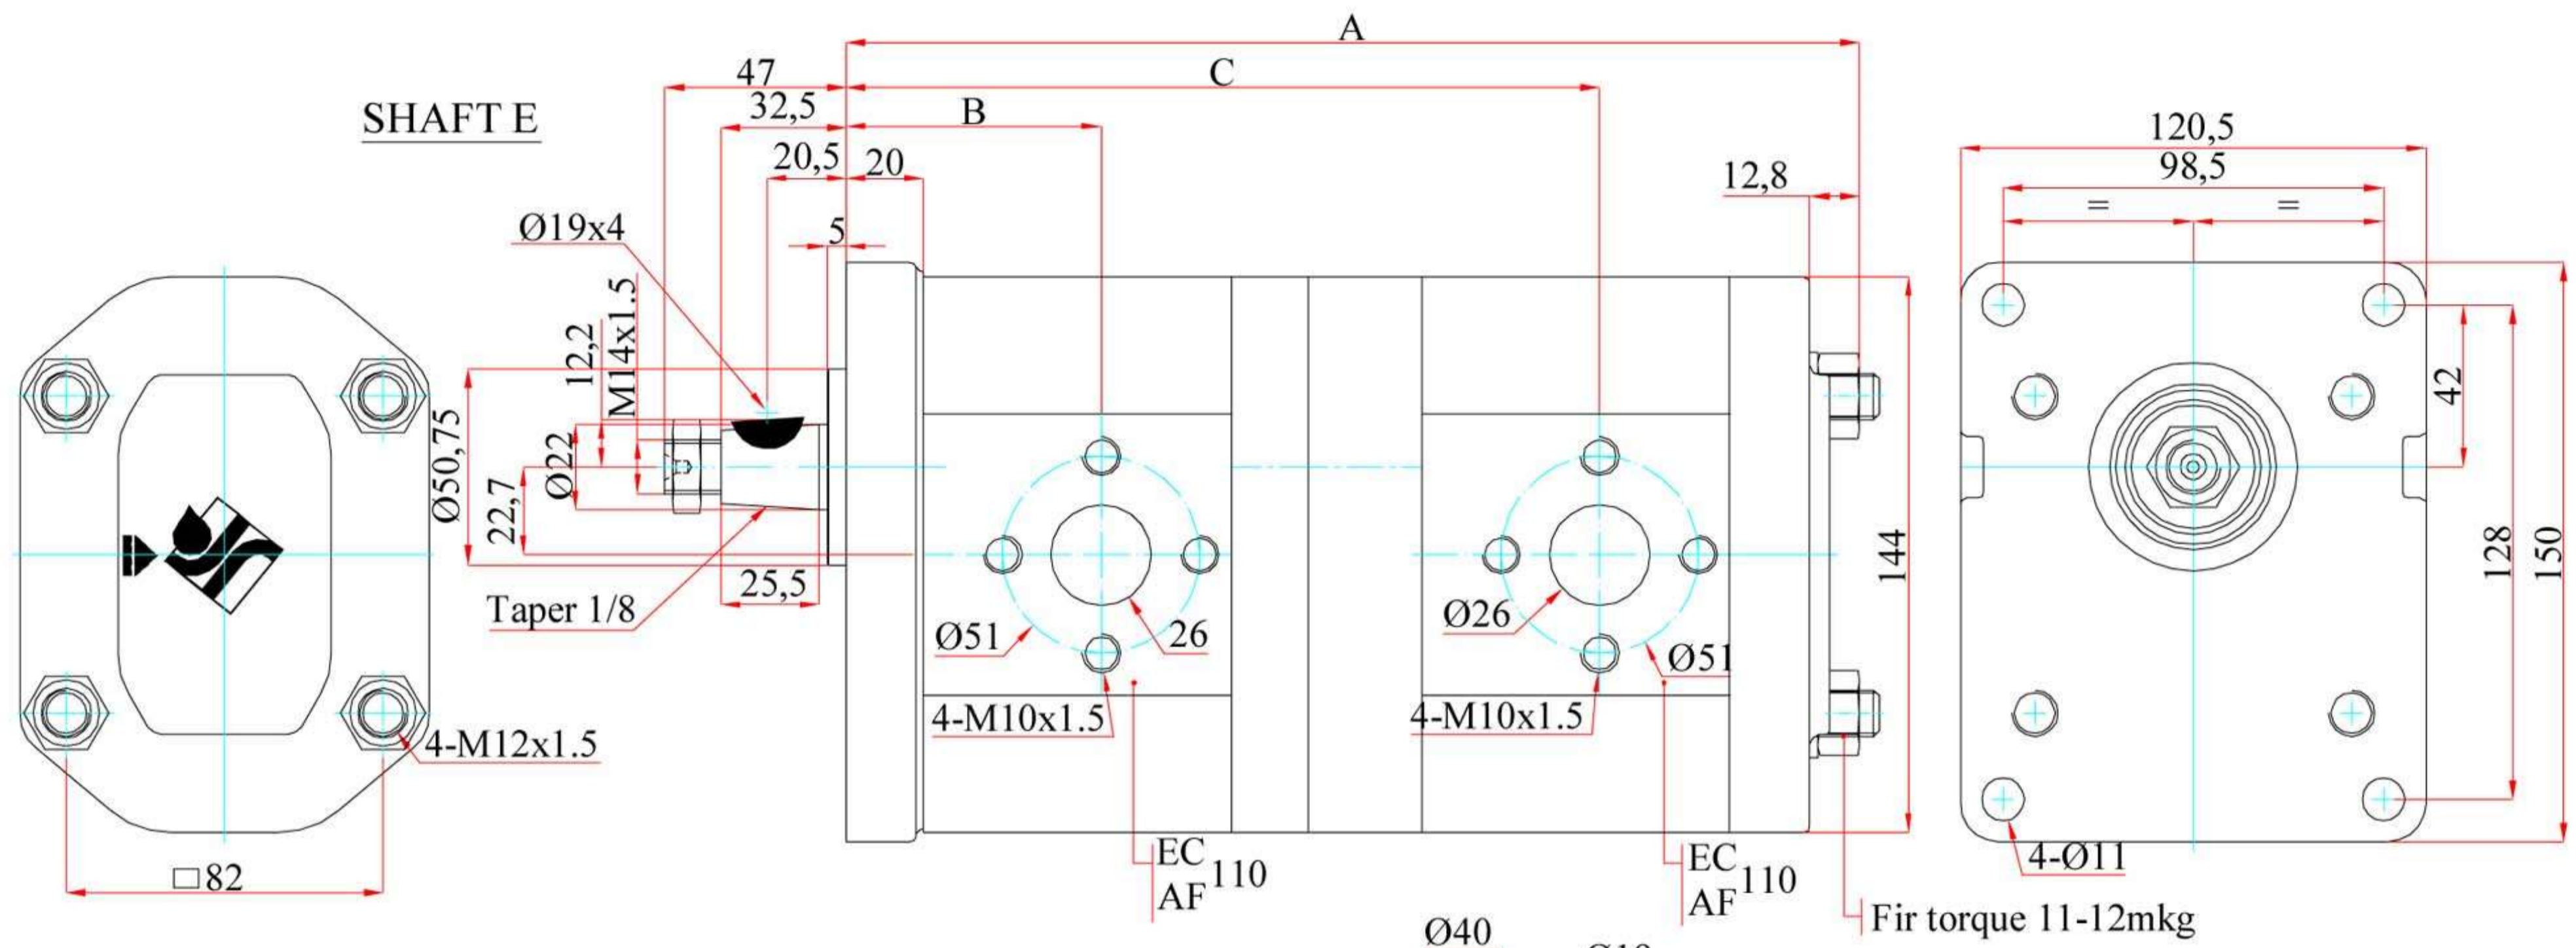 A
47
C
SHAFT E
32,5
B
20,5
20
12,8
120,5
98,5
=
=
Ø19x4
5
12,2
M14x1.5
Ø50,75
Ø22
22,7
42
128
150
144
25,5
Taper 1/8
Ø51
26
Ø26
Ø51
4-M10x1.5
4-M10x1.5
4-M12x1.5
□82
EC
AF
110
EC
AF
110
4-Ø11
Fir torque 11-12mkg
Ø40